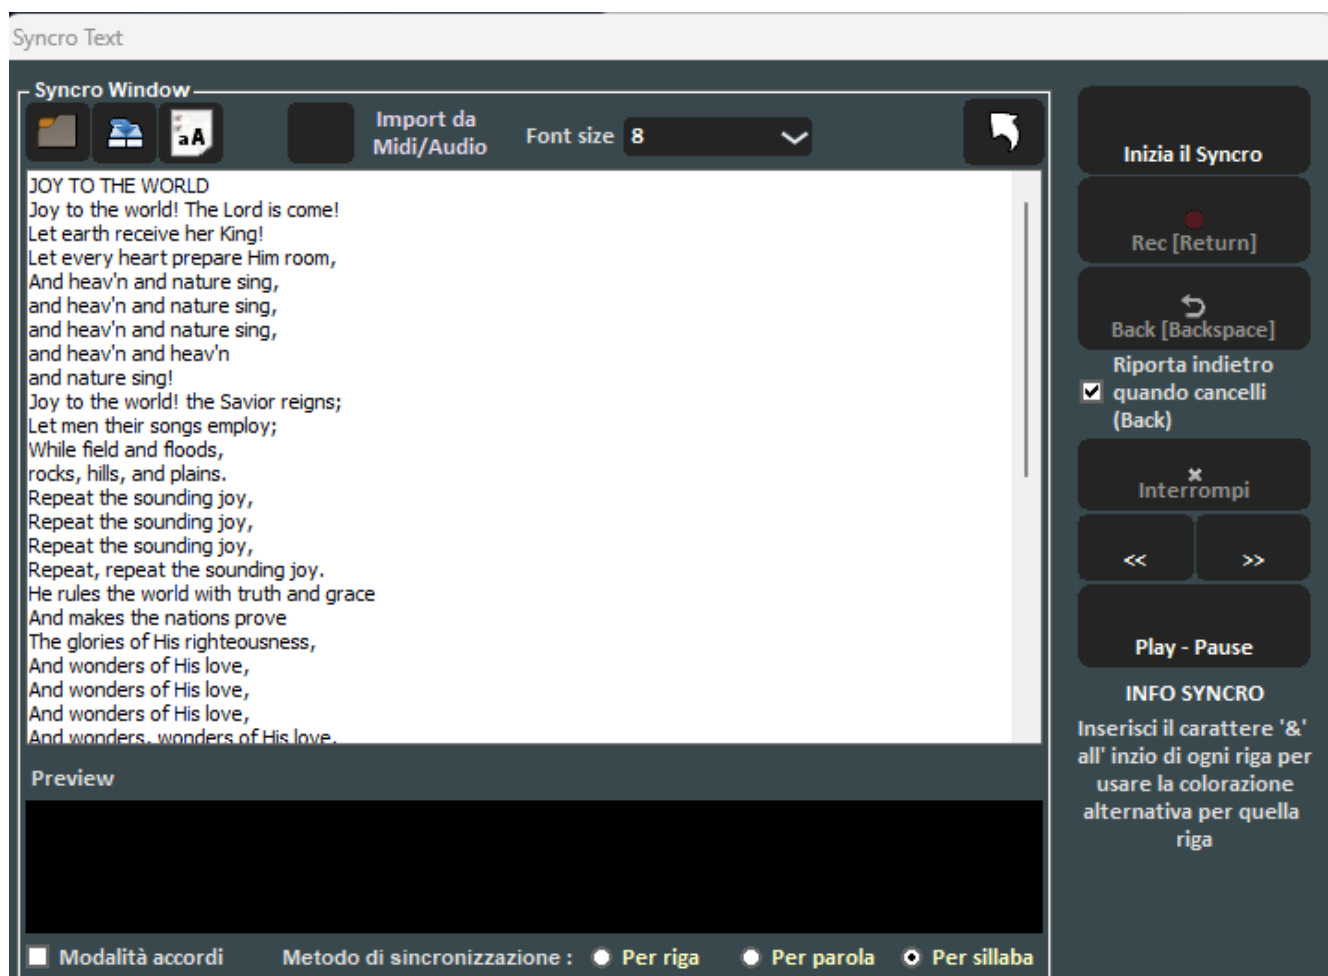 Syncro Text
Syncro Window
aA
Import da
Midi/Audio
Font size 8
JOY TO THE WORLD
Joy to the world! The Lord is come!
Let earth receive her King!
Let every heart prepare Him room,
And heav'n and nature sing,
and heav'n and nature sing,
and heav'n and nature sing,
and heav'n and heav'n
and nature sing!
Joy to the world! the Savior reigns;
Let men their songs employ;
While field and floods,
rocks, hills, and plains.
Repeat the sounding joy,
Repeat the sounding joy,
Repeat the sounding joy,
Repeat, repeat the sounding joy.
He rules the world with truth and grace
And makes the nations prove
The glories of His righteousness,
And wonders of His love,
And wonders of His love,
And wonders of His love,
And wonders, wonders of His love.
Preview
Modalità accordi
Metodo di sincronizzazione : Per riga Per parola Per sillaba
Inizia il Syncro
Rec [Return]
Back [Backspace]
Riporta indietro
quando cancelli
(Back)
Interrompi
<< >>
Play - Pause
INFO SYNCRO
Inserisci il carattere '&'
all' inzio di ogni riga per
usare la colorazione
alternativa per quella
riga